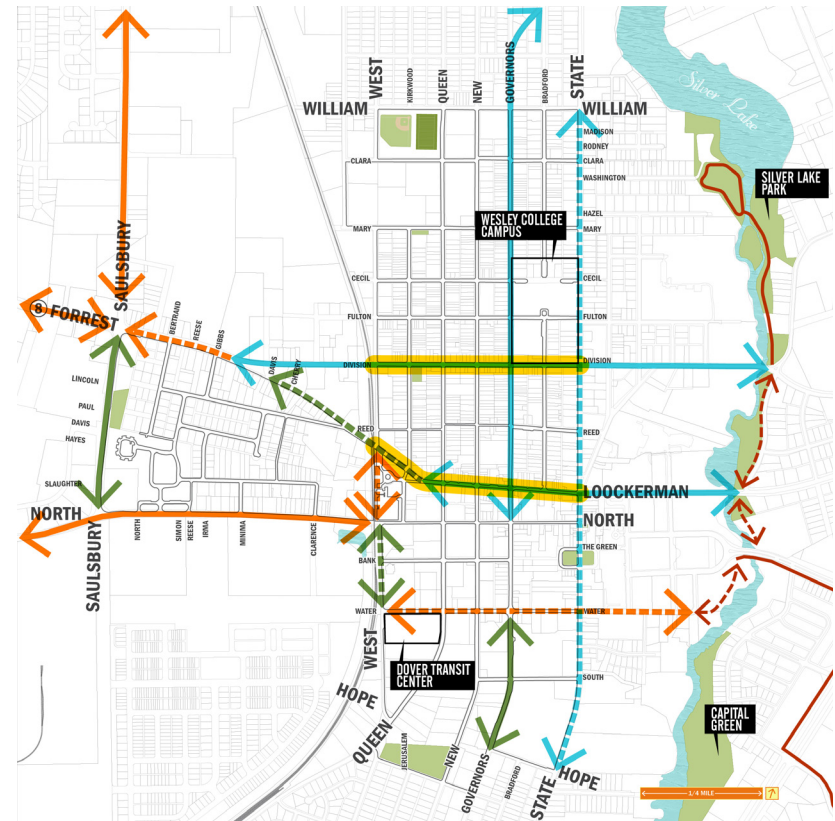 WEST
KIRKWOOD
QUEEN
NEW
GOVERNORS
BRADFORD
STATE
WILLIAM
WILLIAM
Silver Lake
MADISON
RODNEY
CLARA
CLARA
WASHINGTON
SILVER LAKE
PARK
HAZEL
WESLEY COLLEGE
CAMPUS
MARY
MARY
SAULSBURY
CECIL
CECIL
8
FORREST
BERTRAND
REESE
GIBBS
FULTON
FULTON
DIVISION
DIVISION
DAVIS
CHERRY
LINCOLN
PAUL
DAVIS
HAYES
REED
REED
SLAUGHTER
LOOCKERMAN
NORTH
NORTH
SAULSBURY
NORTH
SIMON
REESE
IRMA
MINIMA
CLARENCE
THE GREEN
BANK
WATER
WATER
WEST
DOVER TRANSIT
CENTER
SOUTH
HOPE
QUEEN
JERUSALEM
NEW
GOVERNORS
BRADFORD
STATE
HOPE
CAPITAL
GREEN
1/4 MILE